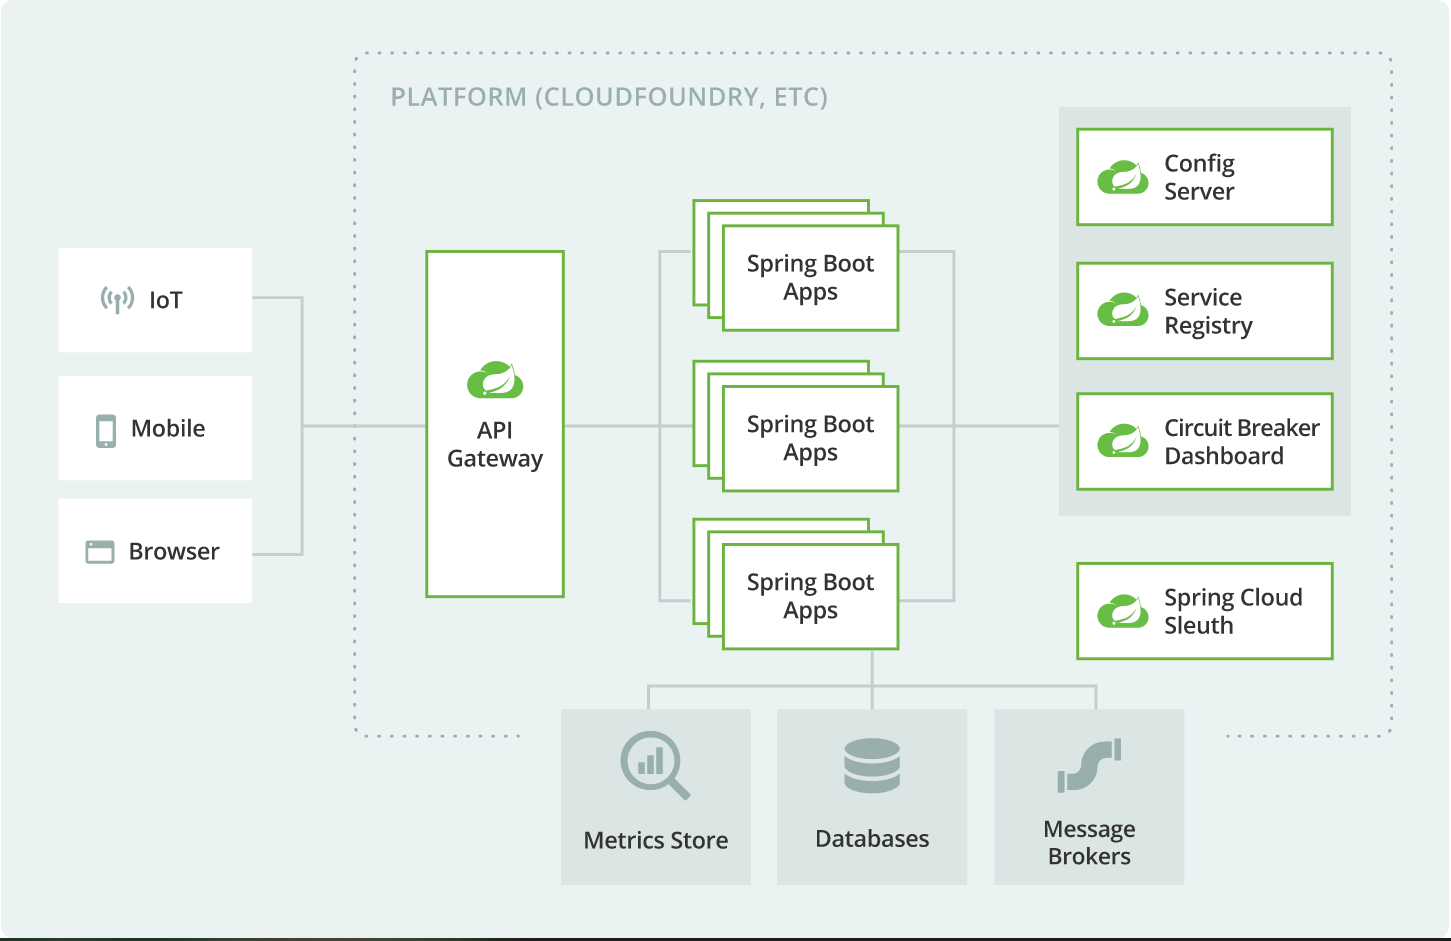 PLATFORM (CLOUDFOUNDRY, ETC)
IoT
Mobile
Browser
API
Gateway
Spring Boot
Apps
Spring Boot
Apps
Spring Boot
Apps
Config
Server
Service
Registry
Circuit Breaker
Dashboard
Spring Cloud
Sleuth
Metrics Store
Databases
Message
Brokers